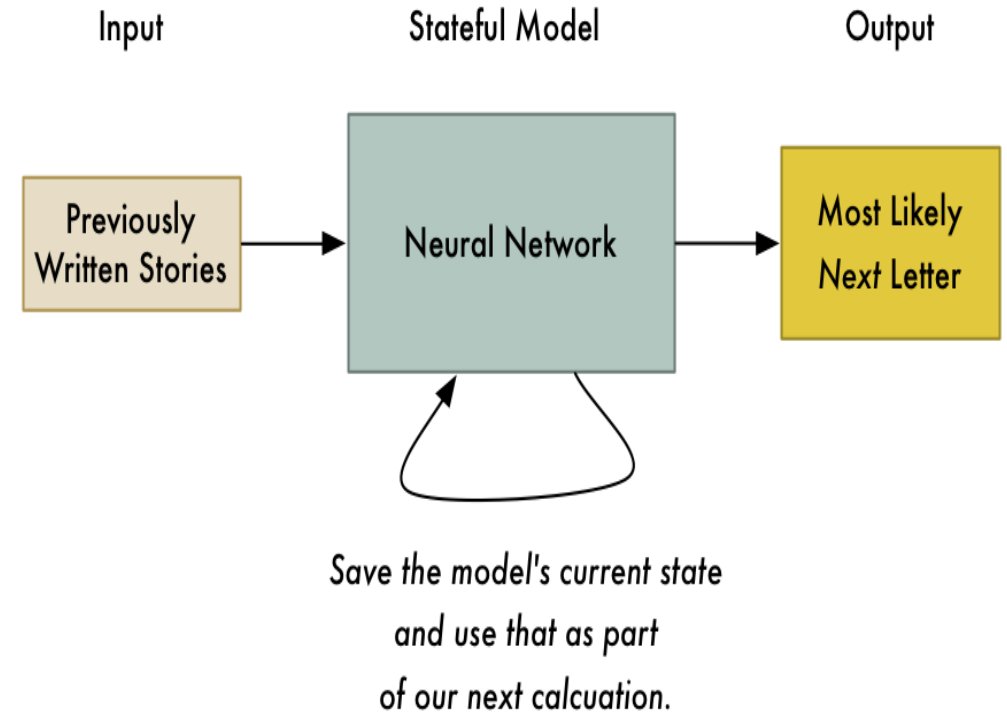 Input
Stateful Model
Output
Previously
Written Stories
Neural Network
Most Likely
Next Letter
Save the model's current state
and use that as part
of our next calcuation.